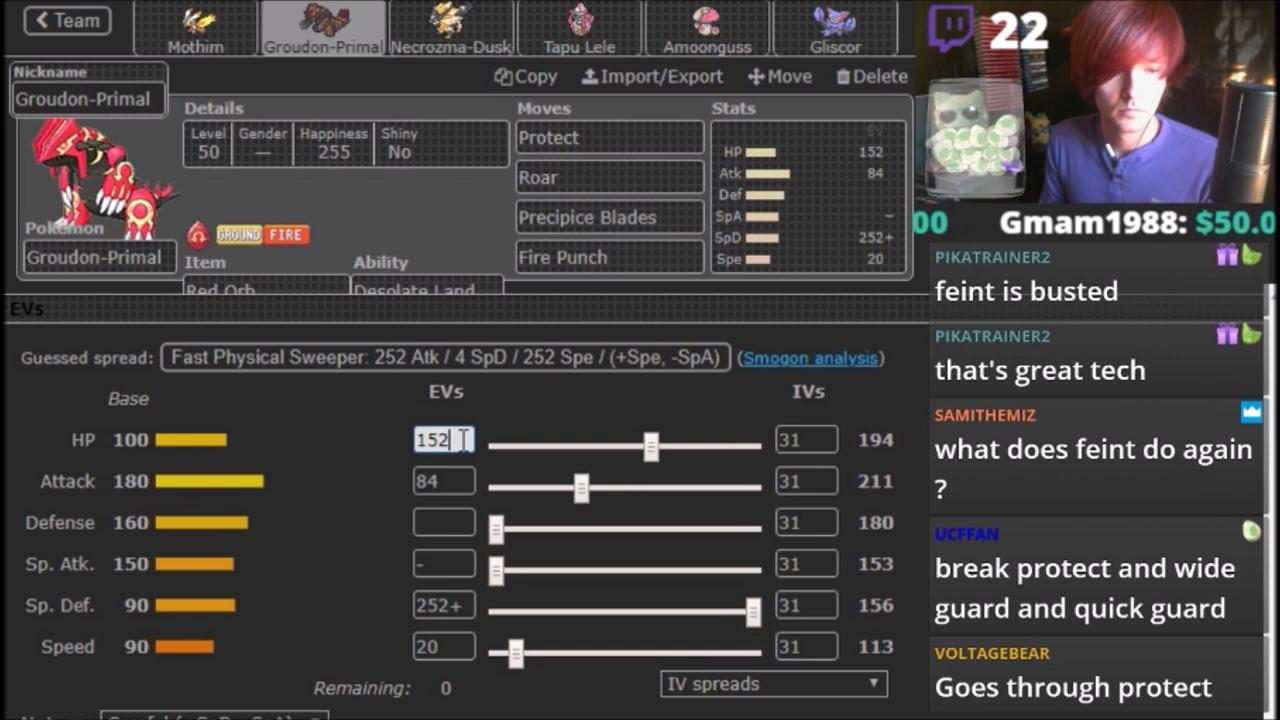 Team
Mothim
Groudon-Primal
Necrozma-Dusk
Tapu Lele
Amoonguss
Gliscor
22
Nickname
Groudon-Primal
Copy
Import/Export
Move
Delete
Details
Moves
Stats
Level
Gender
Happiness
Shiny
50
—
255
No
Protect
Roar
Precipice Blades
Fire Punch
EV
HP 152
Atk 84
Def
SpA −
SpD 252+
Spe 20
Pokémon
Groudon-Primal
GROUND FIRE
Item
Ability
Red Orb
Desolate Land
00 Gmam1988: $50.0
EVs
Guessed spread: Fast Physical Sweeper: 252 Atk / 4 SpD / 252 Spe / (+Spe, -SpA) (Smogon analysis)
Base
EVs
IVs
HP 100 152 31 194
Attack 180 84 31 211
Defense 160 31 180
Sp. Atk. 150 - 31 153
Sp. Def. 90 252+ 31 156
Speed 90 20 31 113
Remaining: 0
IV spreads
PIKATRAINER2
feint is busted
PIKATRAINER2
that's great tech
SAMITHEMIZ
what does feint do again
?
UCFFAN
break protect and wide
guard and quick guard
VOLTAGEBEAR
Goes through protect